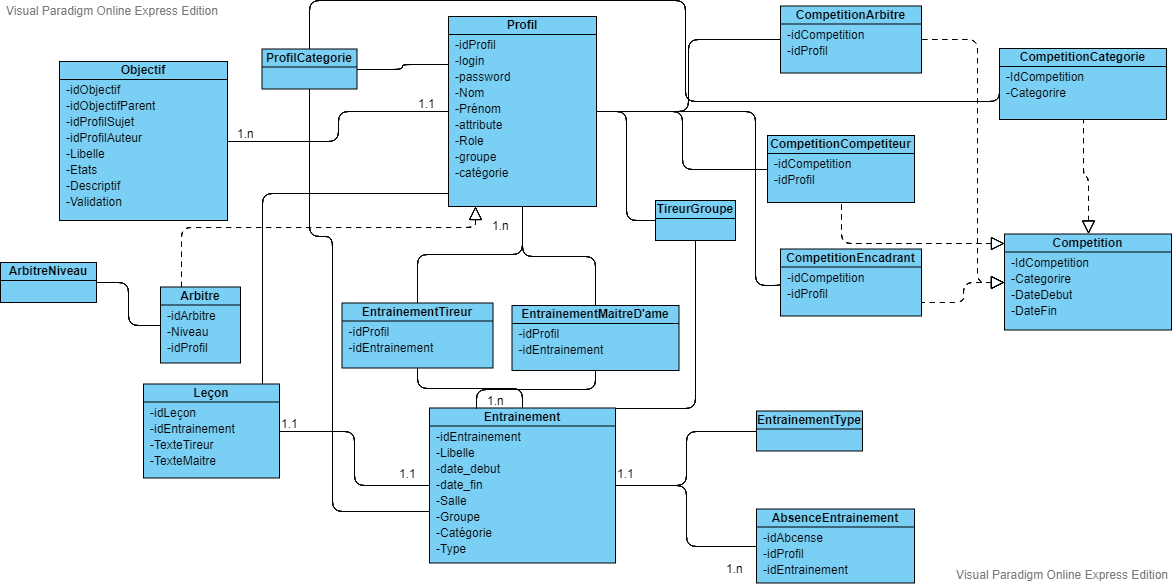 Visual Paradigm Online Express Edition
Profil
-idProfil
-login
-password
-Nom
-Prénom
-attribute
-Role
-groupe
-catégorie
CompetitionArbitre
-idCompetition
-idProfil
CompetitionCategorie
-IdCompetition
-Categorire
ProfilCategorie
Objectif
-idObjectif
-idObjectifParent
-idProfilSujet
-idProfilAuteur
-Libelle
-Etats
-Descriptif
-Validation
1.1
1.n
CompetitionCompetiteur
-idCompetition
-idProfil
TireurGroupe
1.n
Competition
-IdCompetition
-Categorire
-DateDebut
-DateFin
CompetitionEncadrant
-idCompetition
-idProfil
ArbitreNiveau
Arbitre
-idArbitre
-Niveau
-idProfil
EntrainementTireur
-idProfil
-idEntrainement
EntrainementMaitreD'ame
-idProfil
-idEntrainement
Leçon
-idLeçon
-idEntrainement
-TexteTireur
-TexteMaitre
1.1
1.1
1.n
Entrainement
-idEntrainement
-Libelle
-date_debut
-date_fin
-Salle
-Groupe
-Catégorie
-Type
1.1
EntrainementType
AbsenceEntrainement
-idAbcense
-idProfil
-idEntrainement
1.n
Visual Paradigm Online Express Edition